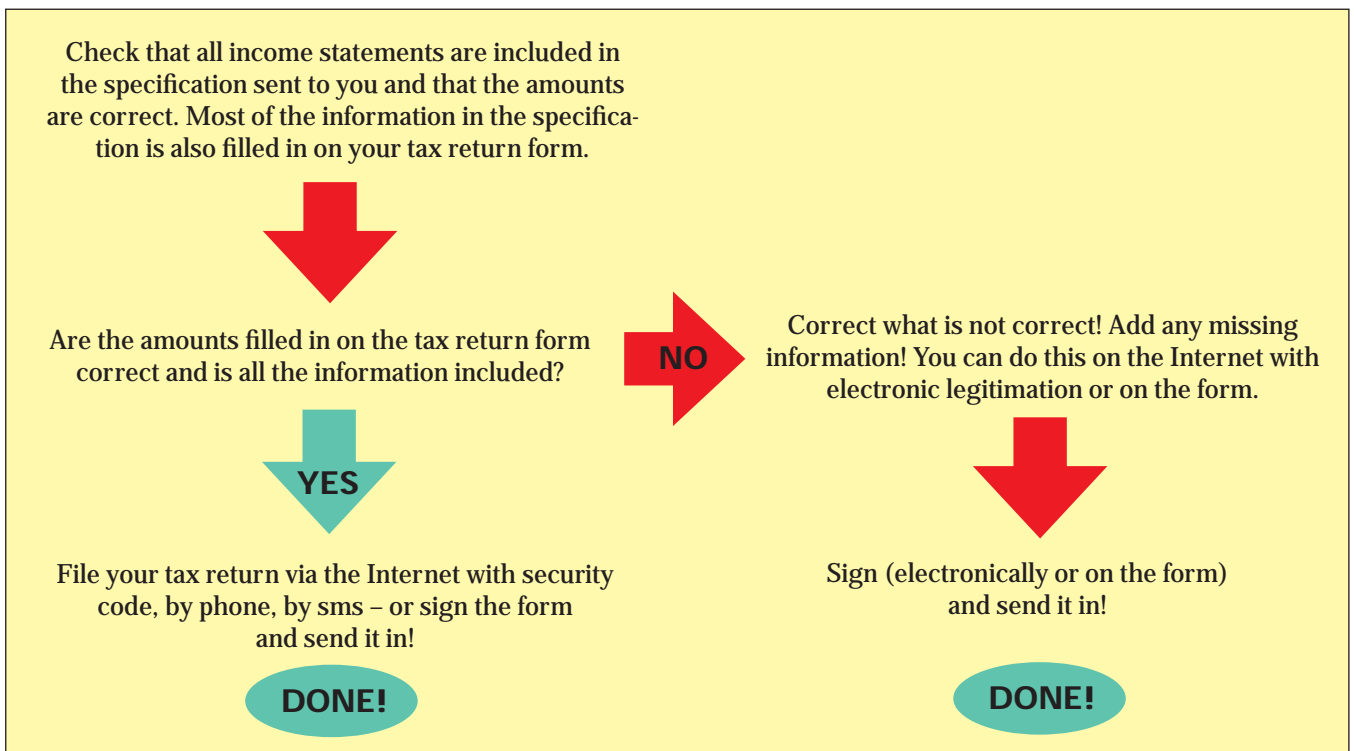 Check that all income statements are included in
the specification sent to you and that the amounts
are correct. Most of the information in the specifica-
tion is also filled in on your tax return form.
Are the amounts filled in on the tax return form
correct and is all the information included?
NO
Correct what is not correct! Add any missing
information! You can do this on the Internet with
electronic legitimation or on the form.
YES
File your tax return via the Internet with security
code, by phone, by sms – or sign the form
and send it in!
DONE!
Sign (electronically or on the form)
and send it in!
DONE!